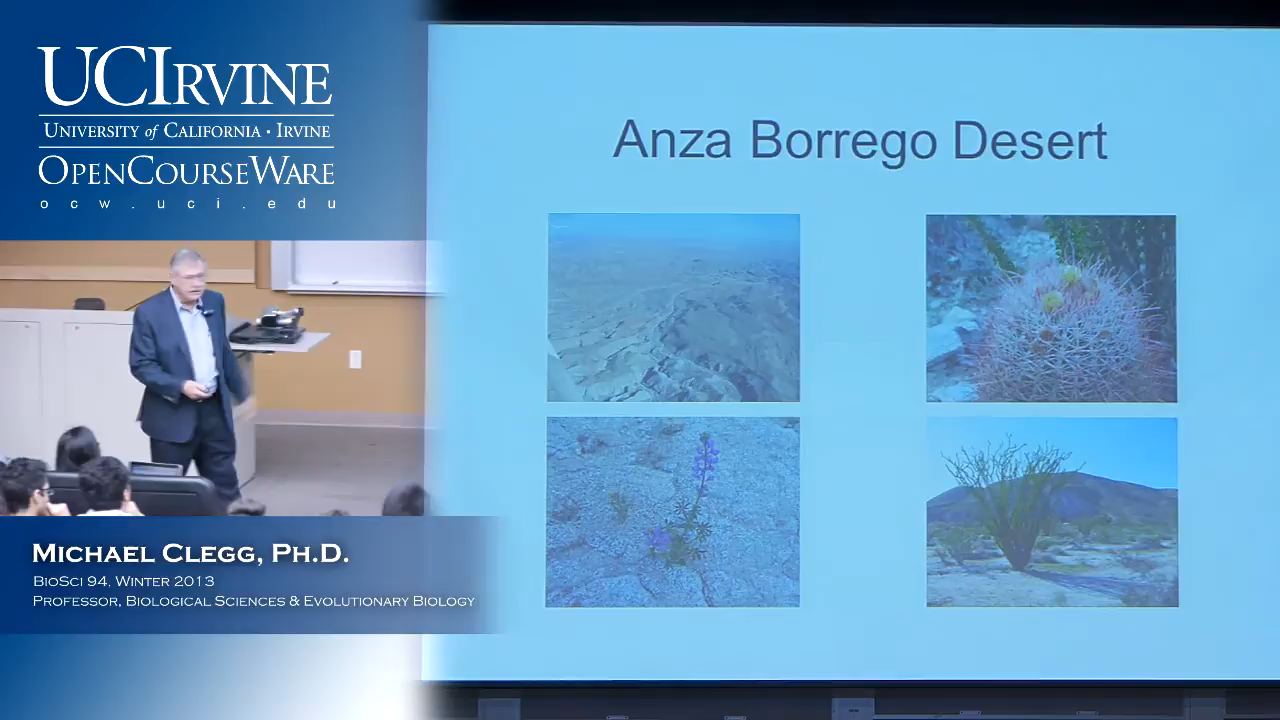 UCIRVINE
UNIVERSITY of CALIFORNIA · IRVINE
OPENCOURSEWARE
ocw.uci.edu
Anza Borrego Desert
MICHAEL CLEGG, PH.D.
BIOSCI 94, WINTER 2013
PROFESSOR, BIOLOGICAL SCIENCES & EVOLUTIONARY BIOLOGY